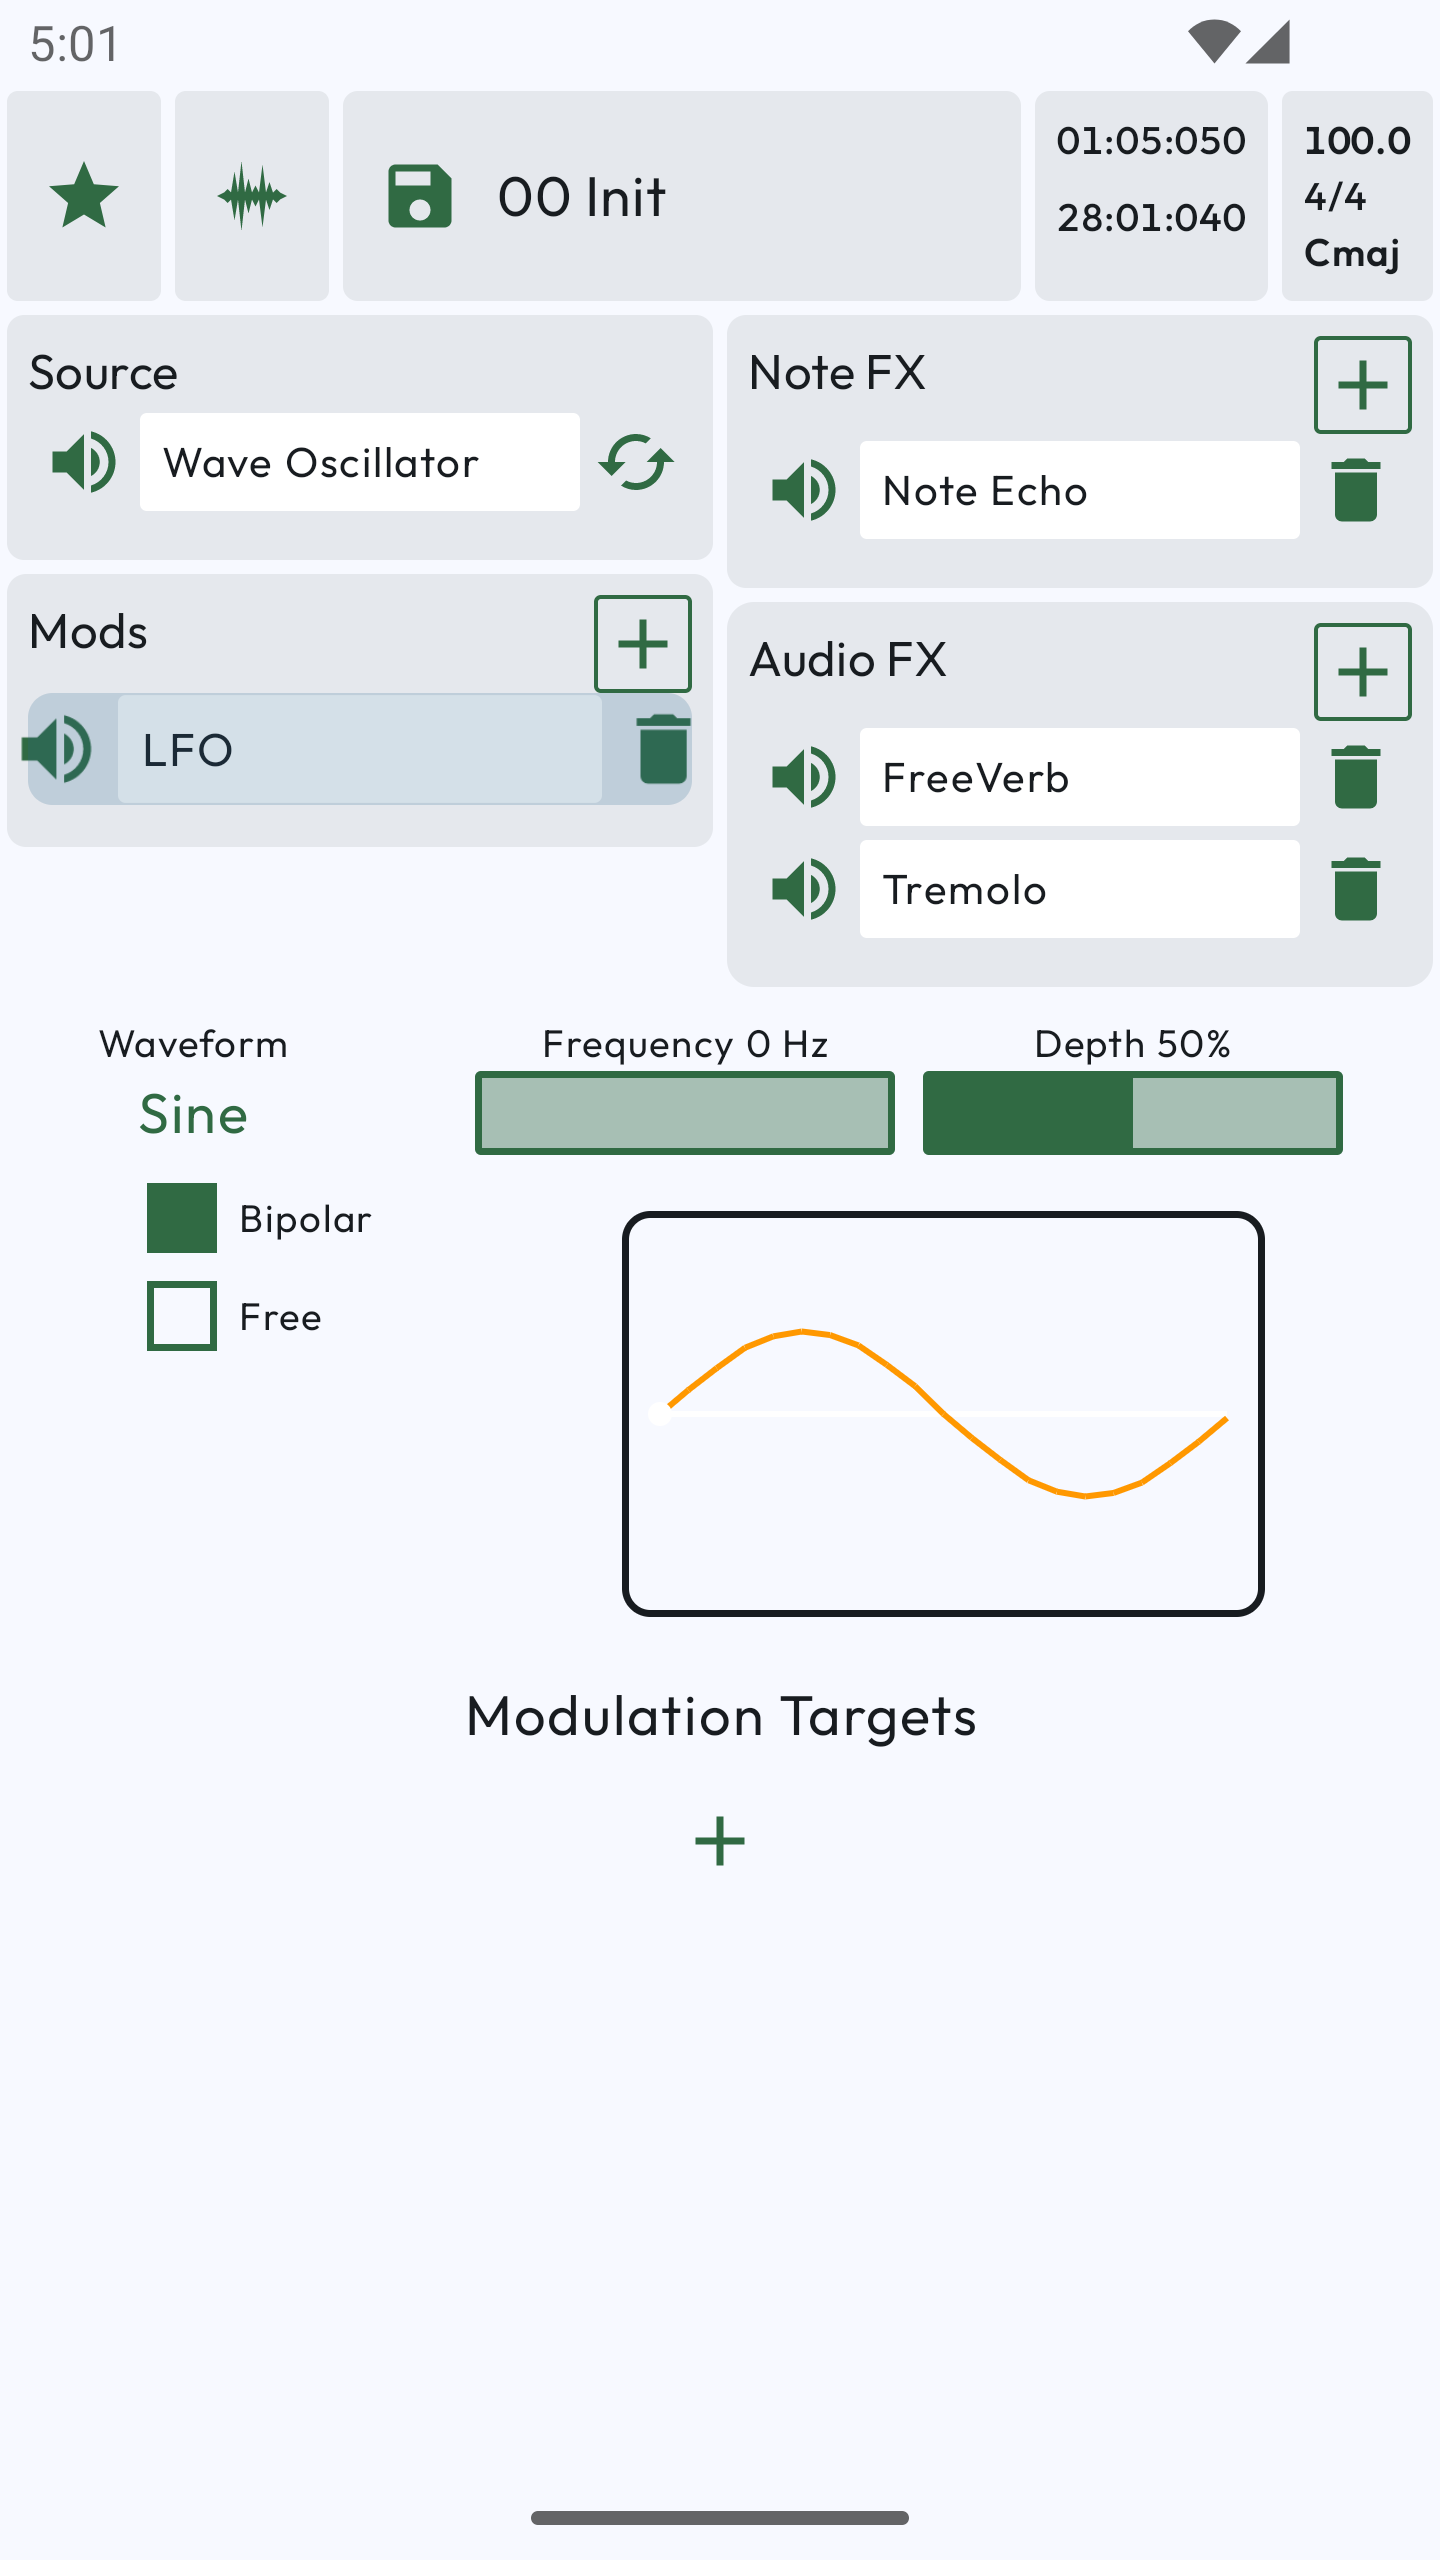 5:01
00 Init
01:05:050
28:01:040
100.0
4/4
Cmaj
Source
Wave Oscillator
Note FX
Note Echo
Mods
LFO
Audio FX
FreeVerb
Tremolo
Waveform
Sine
Frequency 0 Hz
Depth 50%
Bipolar
Free
Modulation Targets